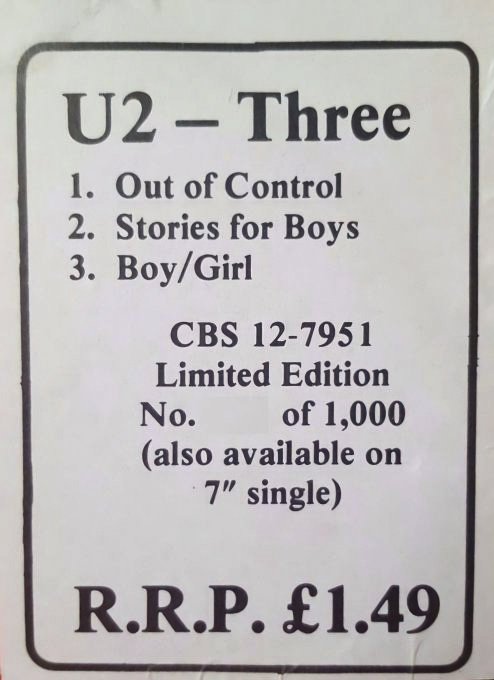 U2 – Three
1. Out of Control
2. Stories for Boys
3. Boy/Girl
CBS 12-7951
Limited Edition
No. of 1,000
(also available on
7″ single)
R.R.P. £1.49